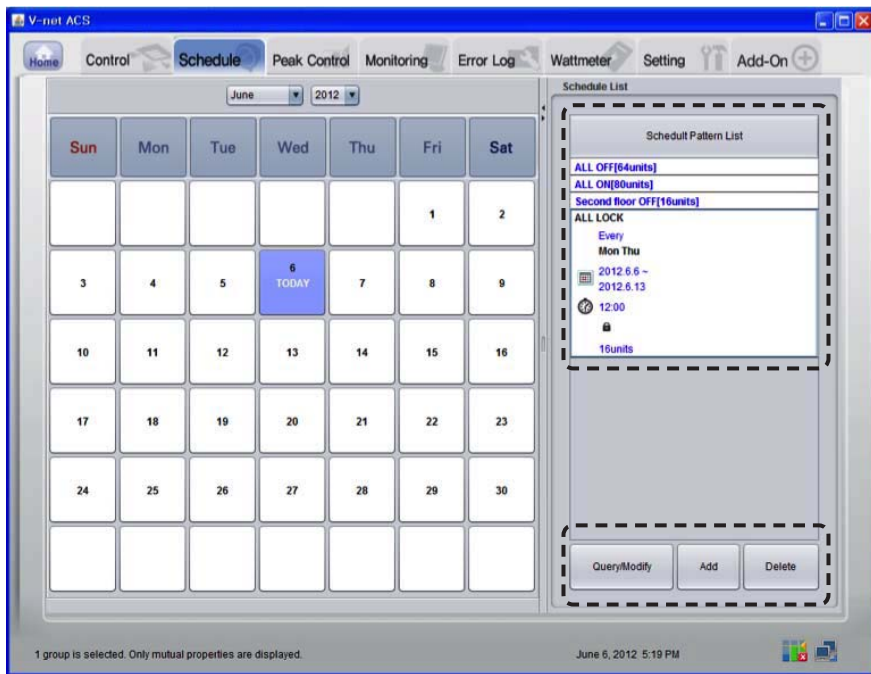 V-net ACS
Home Control Schedule Peak Control Monitoring Error Log Wattmeter Setting Add-On
June 2012
Sun Mon Tue Wed Thu Fri Sat
1 2
3 4 5 6 7 8 9
TODAY
10 11 12 13 14 15 16
17 18 19 20 21 22 23
24 25 26 27 28 29 30
Schedule List
Schedult Pattern List
ALL OFF[64units]
ALL ON[80units]
Second floor OFF[16units]
ALL LOCK
Every
Mon Thu
2012.6.6 ~
2012.6.13
12:00
16units
Query/Modify Add Delete
1 group is selected. Only mutual properties are displayed.
June 6, 2012 5:19 PM